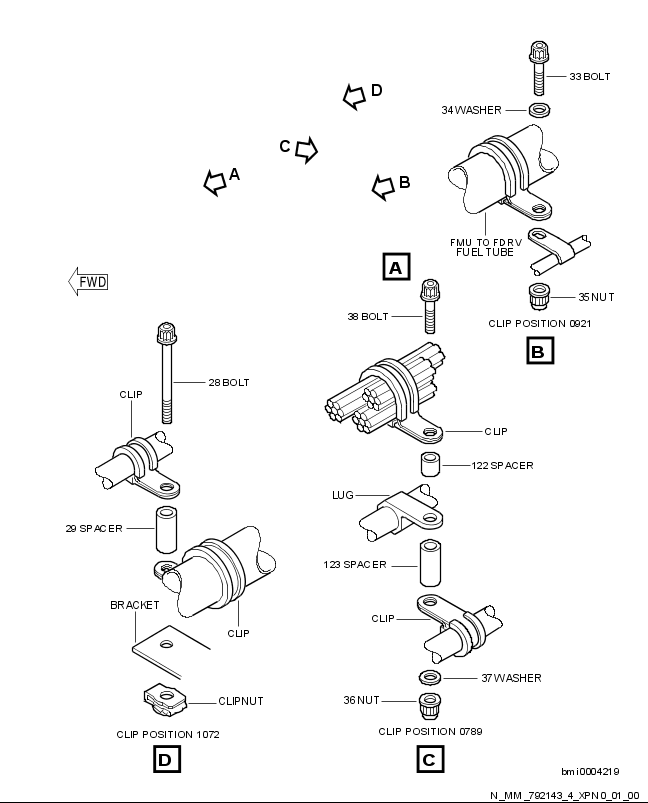 33 BOLT
D
34 WASHER
C
A
B
FMU TO FDRV
FUEL TUBE
A
FWD
35 NUT
38 BOLT
CLIP POSITION 0921
B
28 BOLT
CLIP
CLIP
122 SPACER
LUG
29 SPACER
123 SPACER
BRACKET
CLIP
CLIP
37 WASHER
CLIPNUT
36 NUT
CLIP POSITION 1072
CLIP POSITION 0789
D
C
bmi0004219
N_MM_792143_4_XPN0_01_00